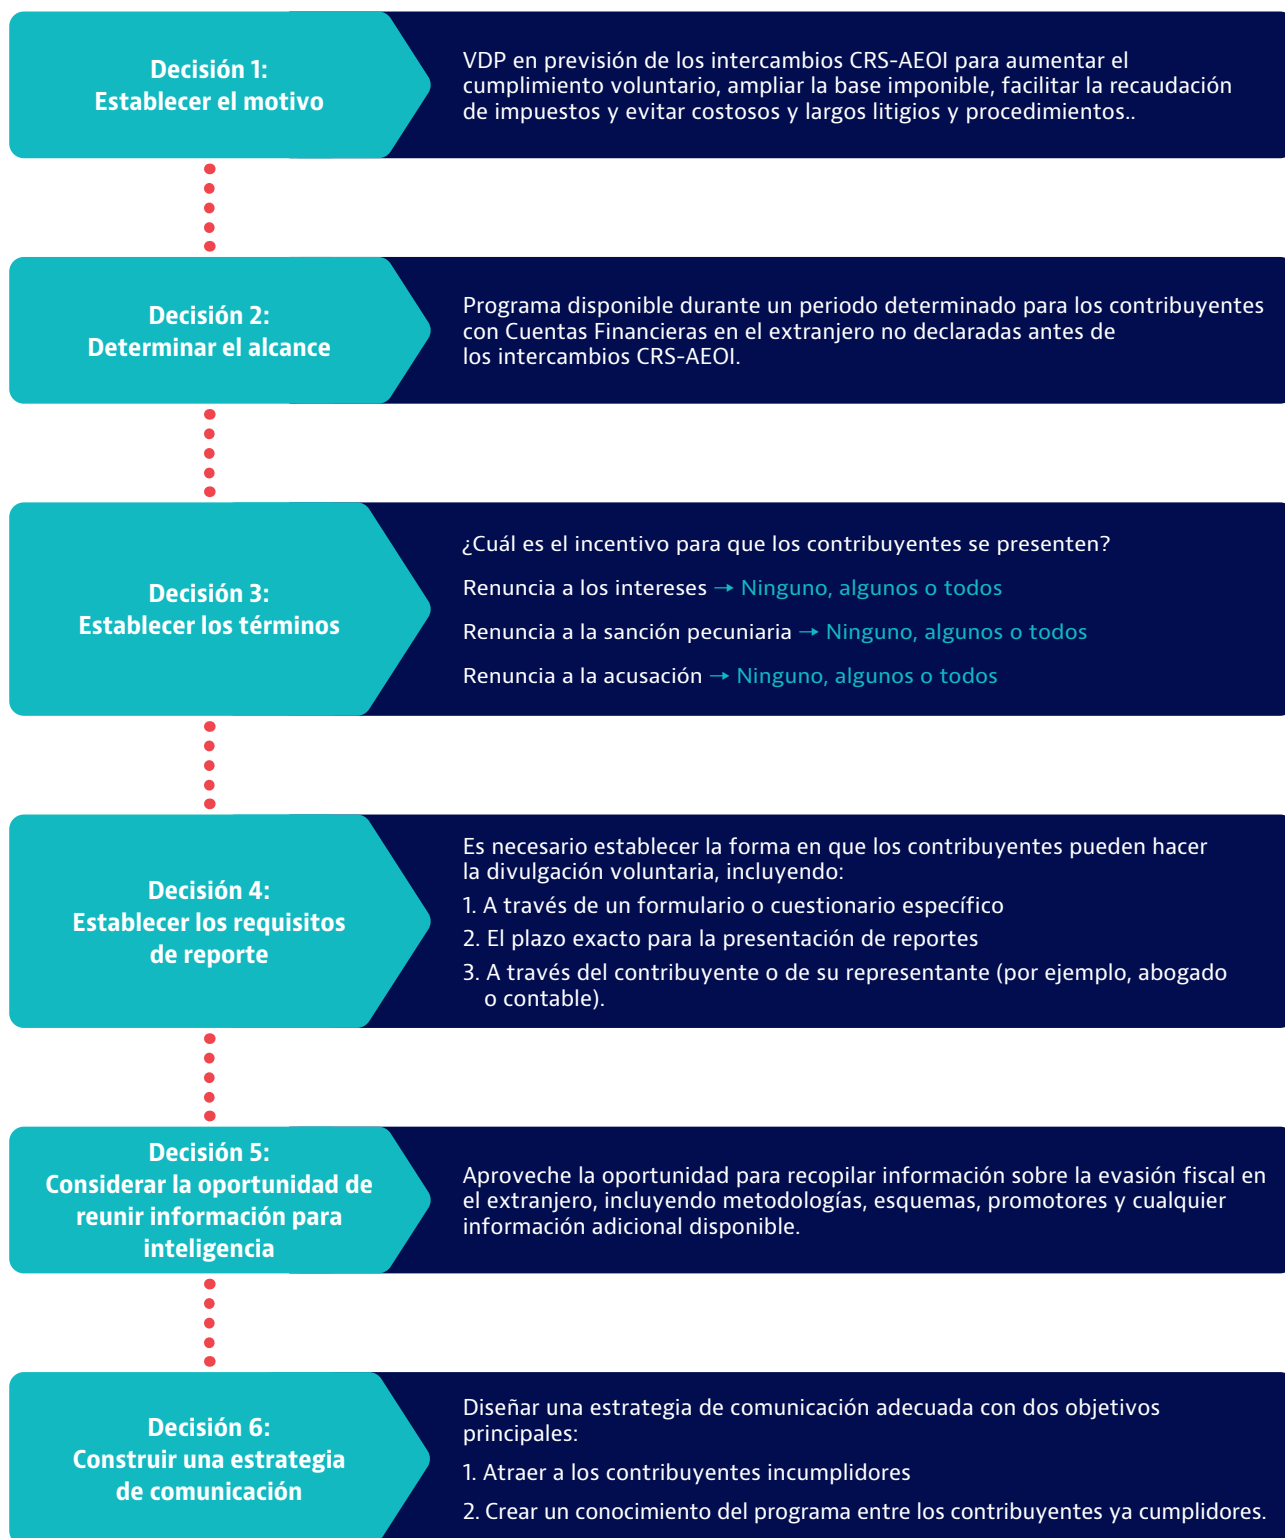 Decisión 1:
Establecer el motivo
VDP en previsión de los intercambios CRS-AEOI para aumentar el
cumplimiento voluntario, ampliar la base imponible, facilitar la recaudación
de impuestos y evitar costosos y largos litigios y procedimientos..
Decisión 2:
Determinar el alcance
Programa disponible durante un periodo determinado para los contribuyentes
con Cuentas Financieras en el extranjero no declaradas antes de
los intercambios CRS-AEOI.
Decisión 3:
Establecer los términos
¿Cuál es el incentivo para que los contribuyentes se presenten?
Renuncia a los intereses → Ninguno, algunos o todos
Renuncia a la sanción pecuniaria → Ninguno, algunos o todos
Renuncia a la acusación → Ninguno, algunos o todos
Decisión 4:
Establecer los requisitos
de reporte
Es necesario establecer la forma en que los contribuyentes pueden hacer
la divulgación voluntaria, incluyendo:
1. A través de un formulario o cuestionario específico
2. El plazo exacto para la presentación de reportes
3. A través del contribuyente o de su representante (por ejemplo, abogado
o contable).
Decisión 5:
Considerar la oportunidad de
reunir información para
inteligencia
Aproveche la oportunidad para recopilar información sobre la evasión fiscal en
el extranjero, incluyendo metodologías, esquemas, promotores y cualquier
información adicional disponible.
Decisión 6:
Construir una estrategia
de comunicación
Diseñar una estrategia de comunicación adecuada con dos objetivos
principales:
1. Atraer a los contribuyentes incumplidores
2. Crear un conocimiento del programa entre los contribuyentes ya cumplidores.